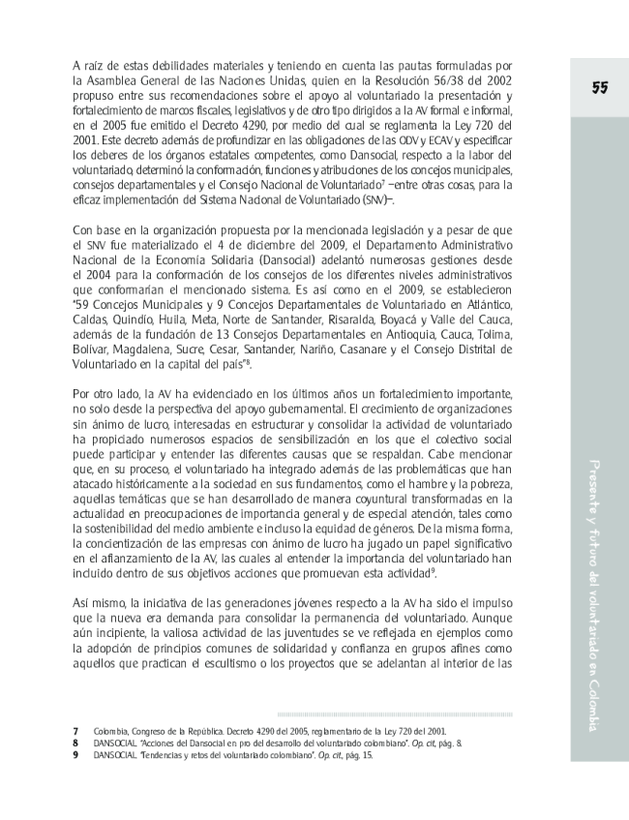 A raíz de estas debilidades materiales y teniendo en cuenta las pautas formuladas por
la Asamblea General de las Naciones Unidas, quien en la Resolución 56/38 del 2002
propuso entre sus recomendaciones sobre el apoyo al voluntariado la presentación y
fortalecimiento de marcos fiscales, legislativos y de otro tipo dirigidos a la AV formal e informal,
en el 2005 fue emitido el Decreto 4290, por medio del cual se reglamenta la Ley 720 del
2001. Este decreto además de profundizar en las obligaciones de las ODV y ECAV y especificar
los deberes de los órganos estatales competentes, como Dansocial, respecto a la labor del
voluntariado, determinó la conformación, funciones y atribuciones de los concejos municipales,
consejos departamentales y el Consejo Nacional de Voluntariado7 –entre otras cosas, para la
eficaz implementación del Sistema Nacional de Voluntariado (SNV)–.
Con base en la organización propuesta por la mencionada legislación y a pesar de que
el SNV fue materializado el 4 de diciembre del 2009, el Departamento Administrativo
Nacional de la Economía Solidaria (Dansocial) adelantó numerosas gestiones desde
el 2004 para la conformación de los consejos de los diferentes niveles administrativos
que conformarían el mencionado sistema. Es así como en el 2009, se establecieron
"59 Concejos Municipales y 9 Concejos Departamentales de Voluntariado en Atlántico,
Caldas, Quindío, Huila, Meta, Norte de Santander, Risaralda, Boyacá y Valle del Cauca,
además de la fundación de 13 Consejos Departamentales en Antioquia, Cauca, Tolima,
Bolívar, Magdalena, Sucre, Cesar, Santander, Nariño, Casanare y el Consejo Distrital de
Voluntariado en la capital del país"8.
Por otro lado, la AV ha evidenciado en los últimos años un fortalecimiento importante,
no solo desde la perspectiva del apoyo gubernamental. El crecimiento de organizaciones
sin ánimo de lucro, interesadas en estructurar y consolidar la actividad de voluntariado
ha propiciado numerosos espacios de sensibilización en los que el colectivo social
puede participar y entender las diferentes causas que se respaldan. Cabe mencionar
que, en su proceso, el voluntariado ha integrado además de las problemáticas que han
atacado históricamente a la sociedad en sus fundamentos, como el hambre y la pobreza,
aquellas temáticas que se han desarrollado de manera coyuntural transformadas en la
actualidad en preocupaciones de importancia general y de especial atención, tales como
la sostenibilidad del medio ambiente e incluso la equidad de géneros. De la misma forma,
la concientización de las empresas con ánimo de lucro ha jugado un papel significativo
en el afianzamiento de la AV, las cuales al entender la importancia del voluntariado han
incluido dentro de sus objetivos acciones que promuevan esta actividad9.
Así mismo, la iniciativa de las generaciones jóvenes respecto a la AV ha sido el impulso
que la nueva era demanda para consolidar la permanencia del voluntariado. Aunque
aún incipiente, la valiosa actividad de las juventudes se ve reflejada en ejemplos como
la adopción de principios comunes de solidaridad y confianza en grupos afines como
aquellos que practican el escultismo o los proyectos que se adelantan al interior de las
7 Colombia, Congreso de la República. Decreto 4290 del 2005, reglamentario de la Ley 720 del 2001.
8 DANSOCIAL. "Acciones del Dansocial en pro del desarrollo del voluntariado colombiano". Op. cit, pág. 8.
9 DANSOCIAL. "Tendencias y retos del voluntariado colombiano". Op. cit., pág. 15.
55
Presente y futuro del voluntariado en Colombia